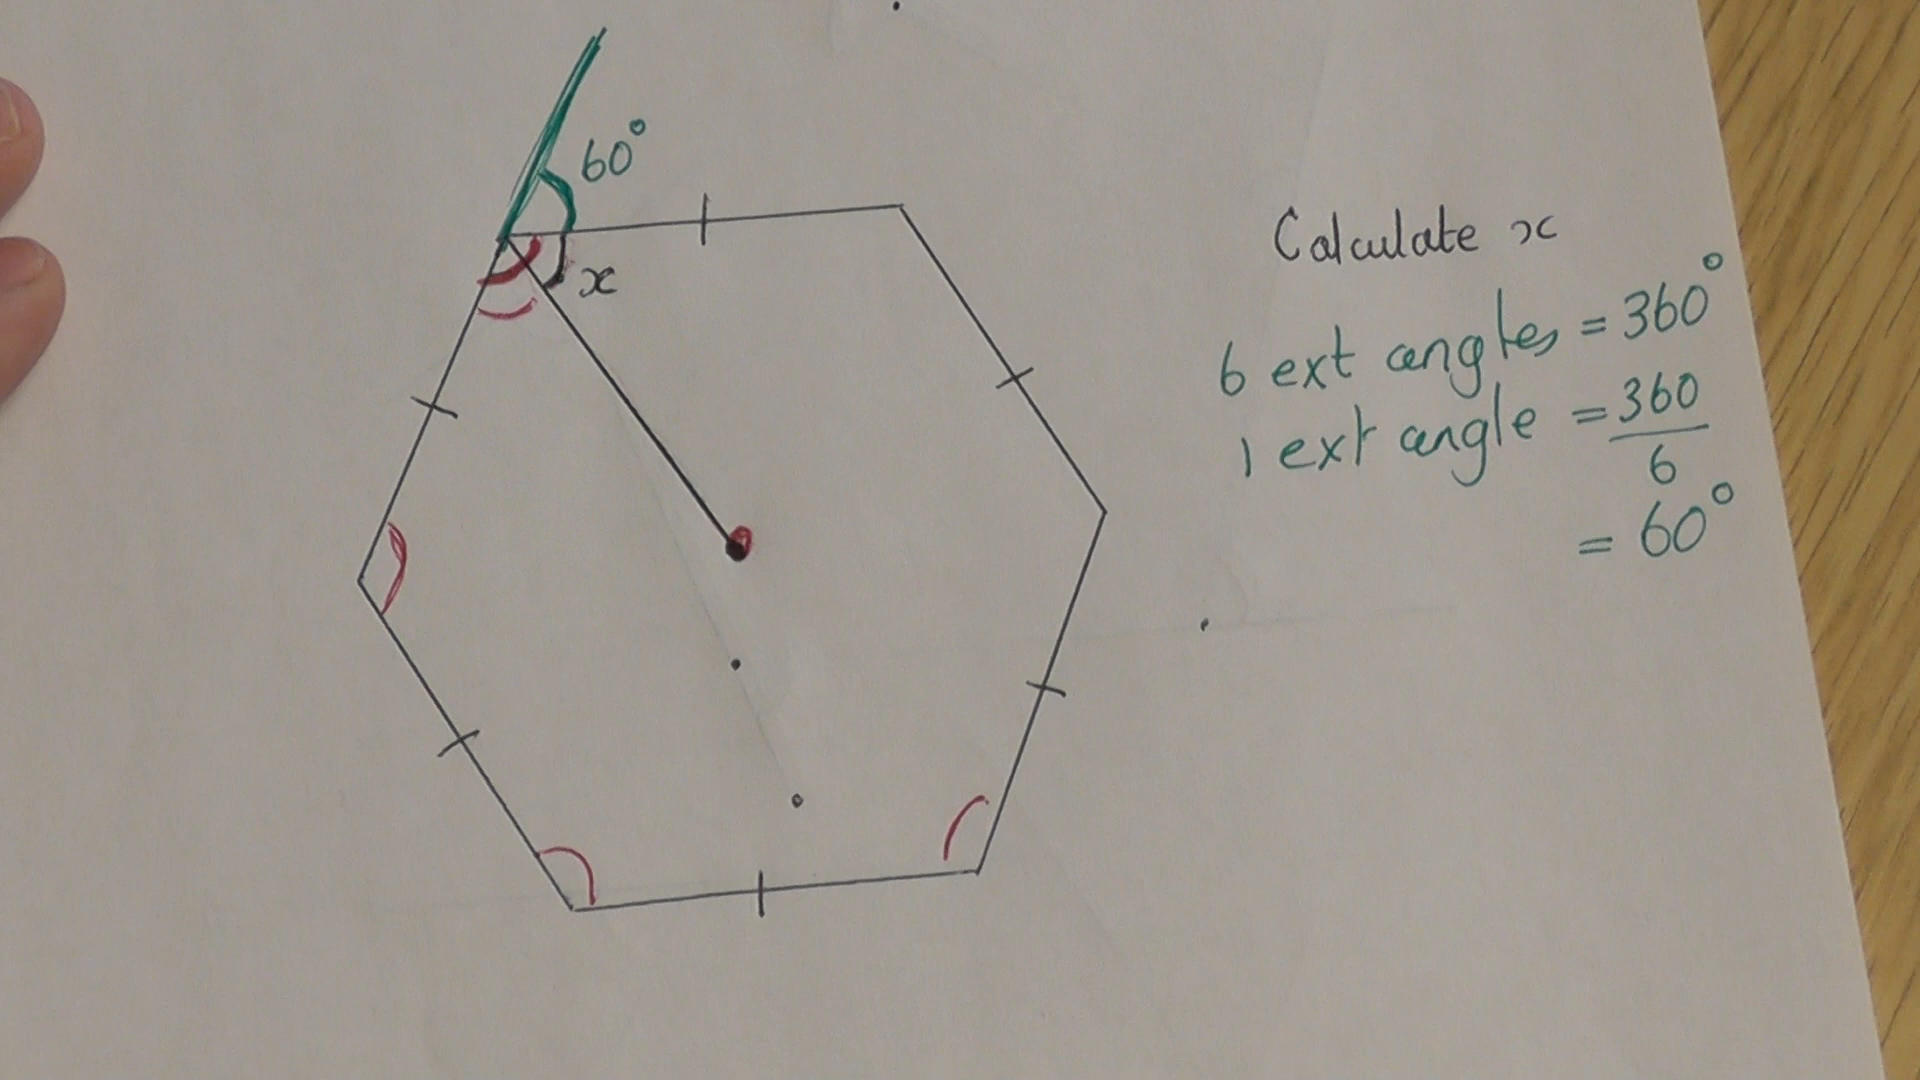 60°
x
Calculate x
6 ext angles = 360°
1 ext angle = 360/6
= 60°